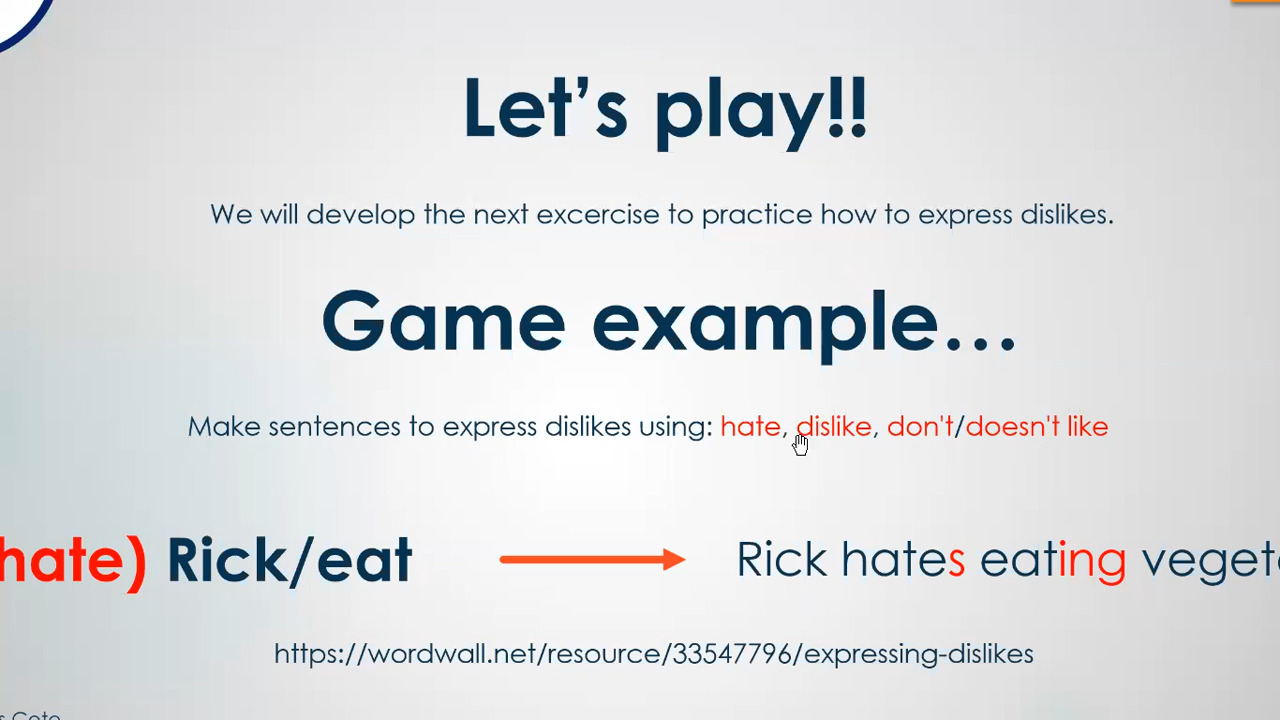 Let's play!!
We will develop the next excercise to practice how to express dislikes.
Game example...
Make sentences to express dislikes using: hate, dislike, don't/doesn't like
hate) Rick/eat
Rick hates eating
https://wordwall.net/resource/33547796/expressing-dislikes